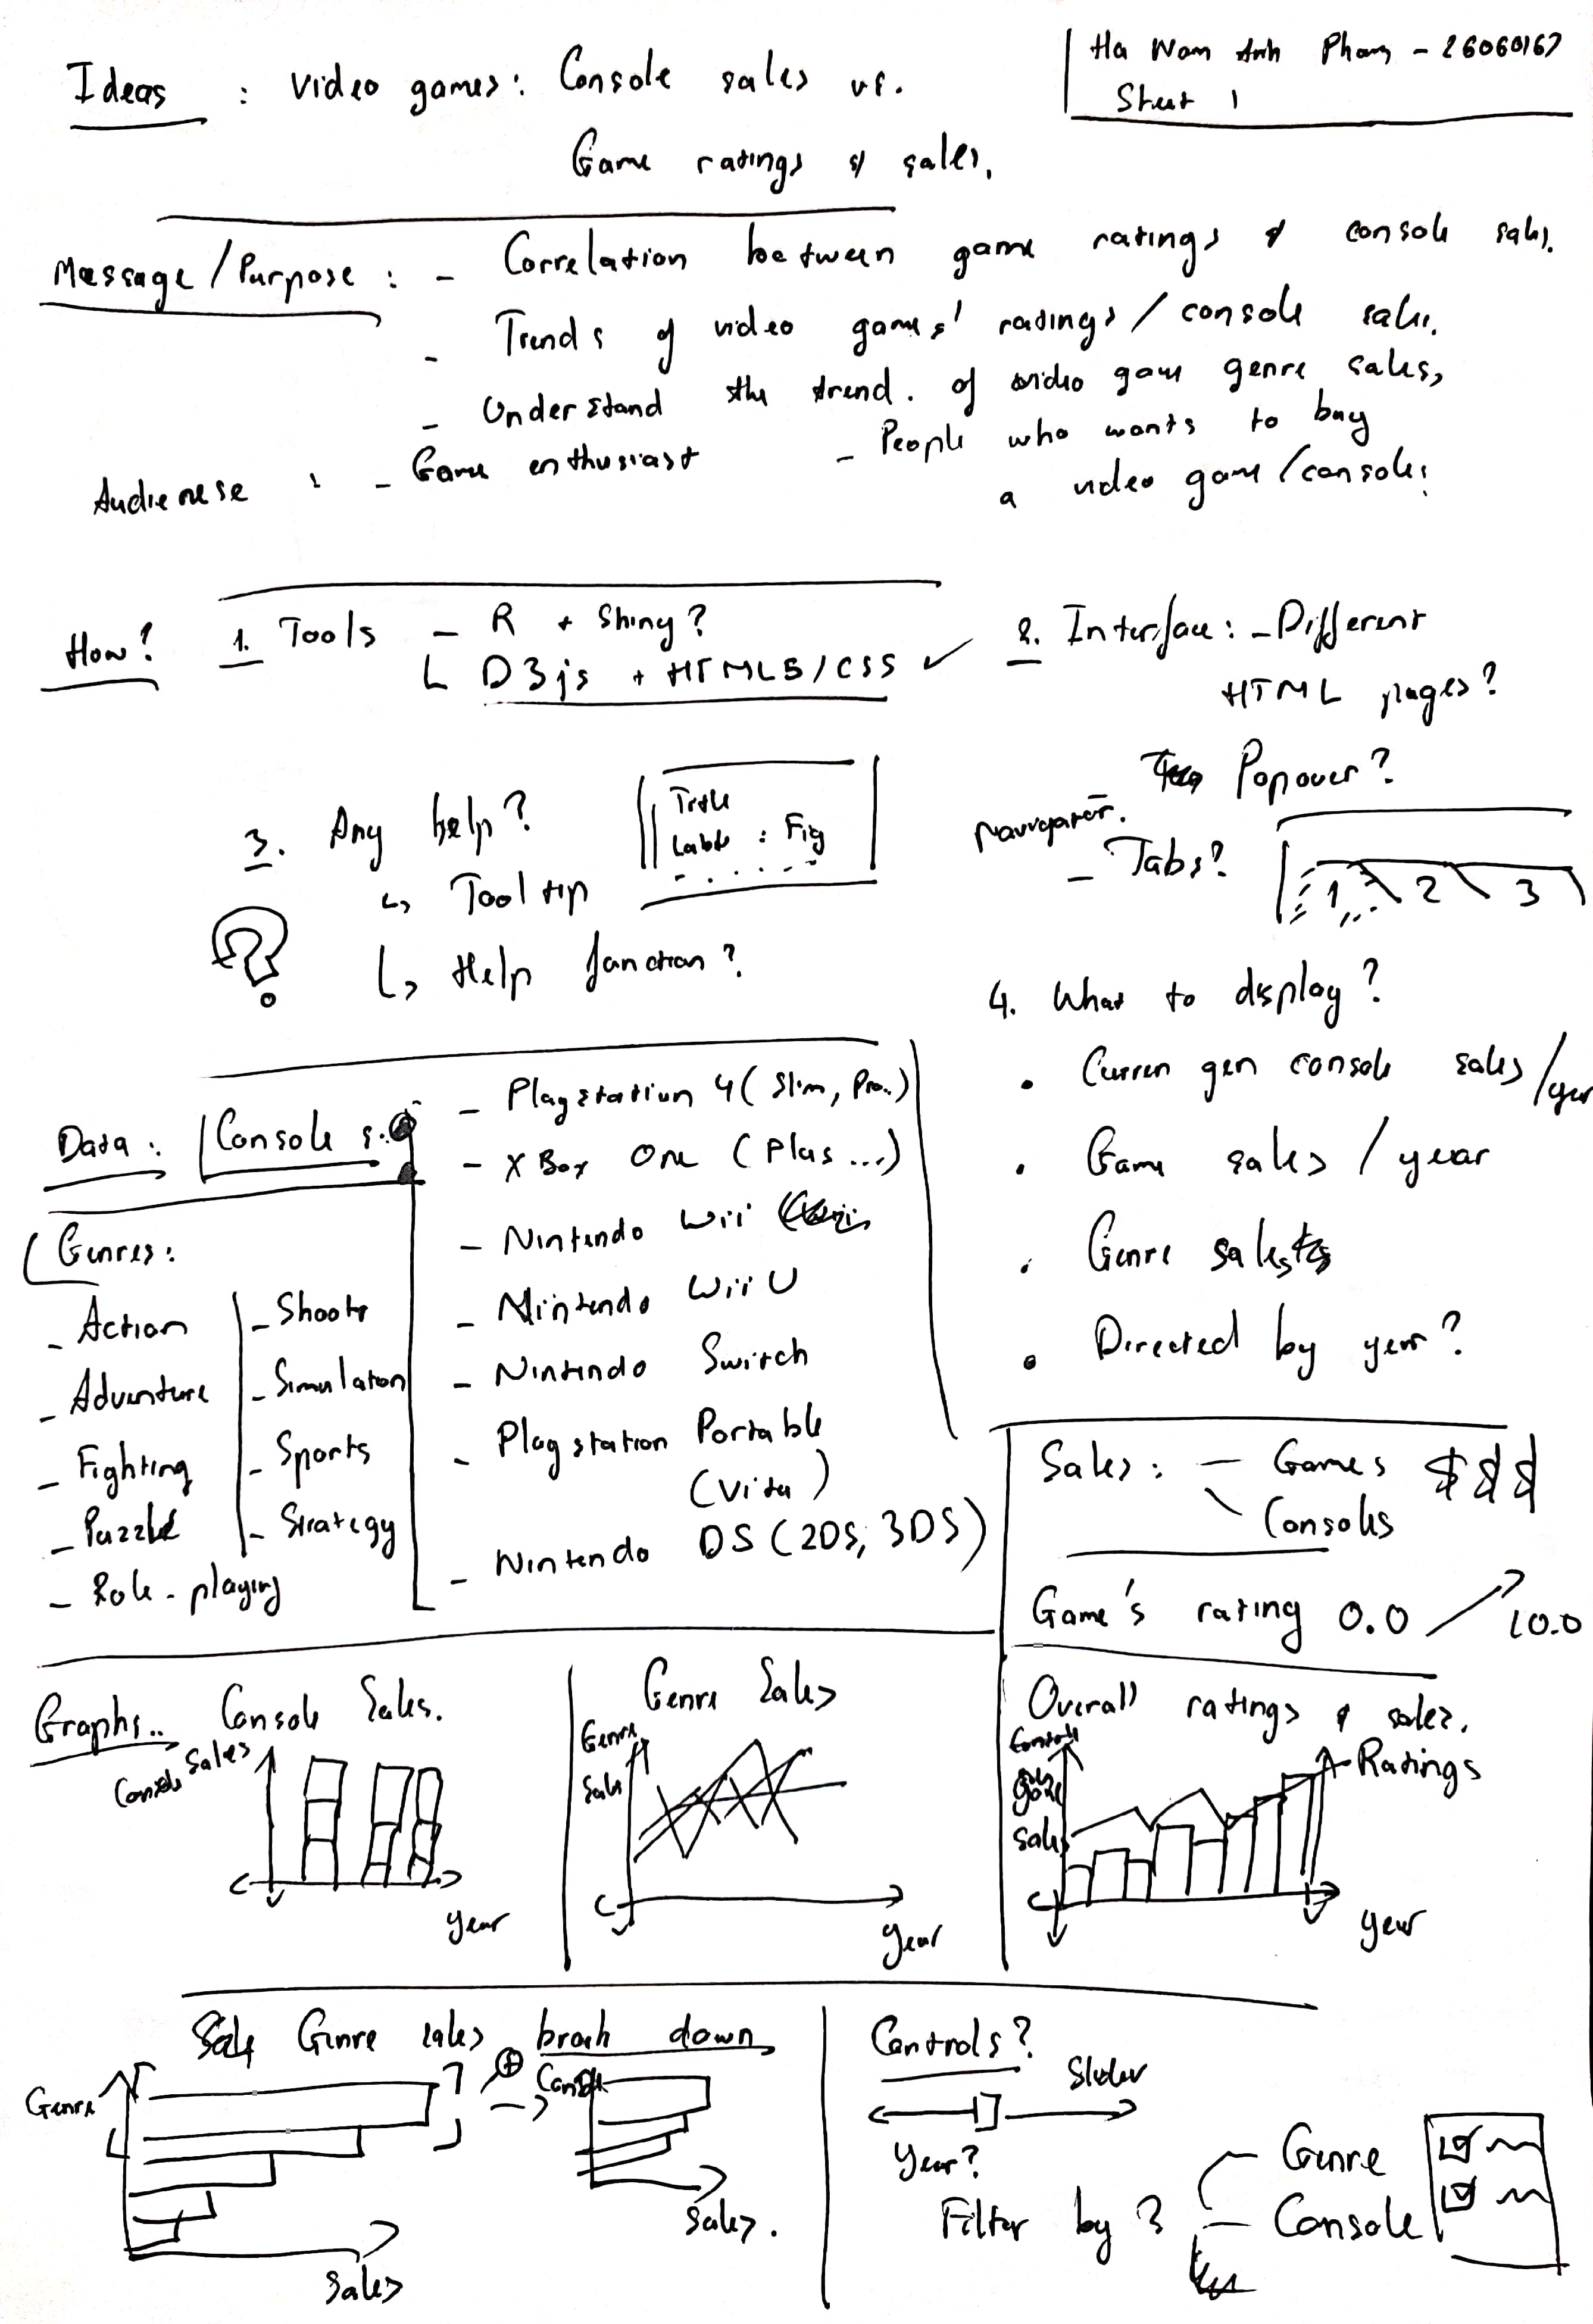 Ha Nam Anh Pham - 26060167
Sheet 1
Ideas : video games: Console sales vs.
Game ratings & sales.
Message/Purpose : - Correlation between game ratings & console sales.
- Trends of video games' ratings / console sales.
- Understand the trend. of video game genre sales,
Audienese : - Game enthusiast - People who wants to buy
a video game/console.
How? 1. Tools - R + Shiny?
D3js + HTML5/CSS ✓
2. Interface: - Different
HTML pages?
- Popover?
Navigator.
- Tabs?
1 2 3
3. Any help?
Tooltip
Help function?
Title
Label : Fig
?
4. What to display?
• Curren gen console sales/year
• Game sales / year
• Genre sales
• Directed by year?
Data: Console s.
- Playstation 4 (Slim, Pro..)
- XBox One (Plus ...)
- Nintendo Wii
- Nintendo Wii U
- Nintendo Switch
- Playstation Portable
(Vita)
- Nintendo DS (2DS, 3DS)
Genres:
- Action
- Adventure
- Fighting
- Puzzle
- Role-playing
- Shooter
- Simulation
- Sports
- Strategy
Sales: - Games $$$
Consoles
Game's rating 0.0 10.0
Graphs.. Console Sales.
Console Sales
year
Genre Sales
Genre
Sales
year
Overall ratings & sales.
Console
game
sales
Ratings
year
Genre sales break down
Genre
Sales
Console
Sales.
Controls?
Slider
Year?
Filter by ?
Genre
Console